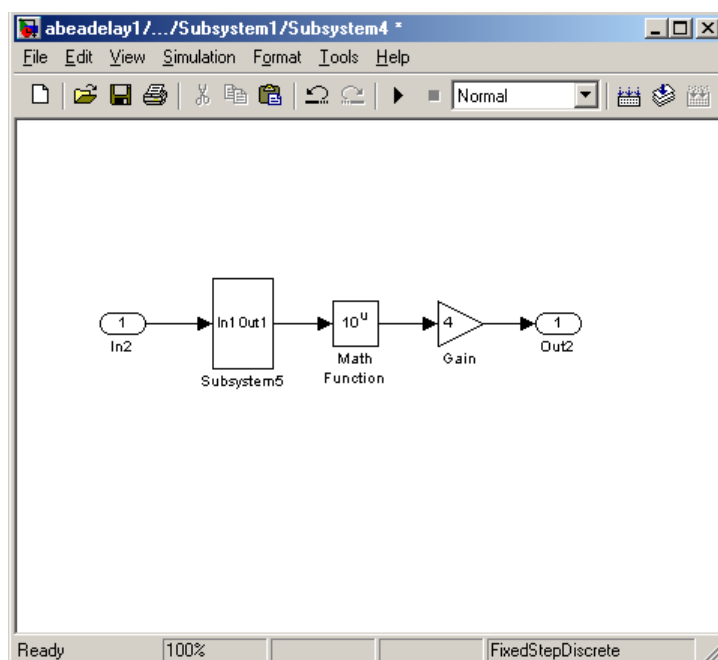 abeadelay1/.../Subsystem1/Subsystem4 *
File Edit View Simulation Format Tools Help
Normal
1
In1 Out1
10^u
4
1
In2
Subsystem5
Math
Function
Gain
Out2
Ready 100% FixedStepDiscrete